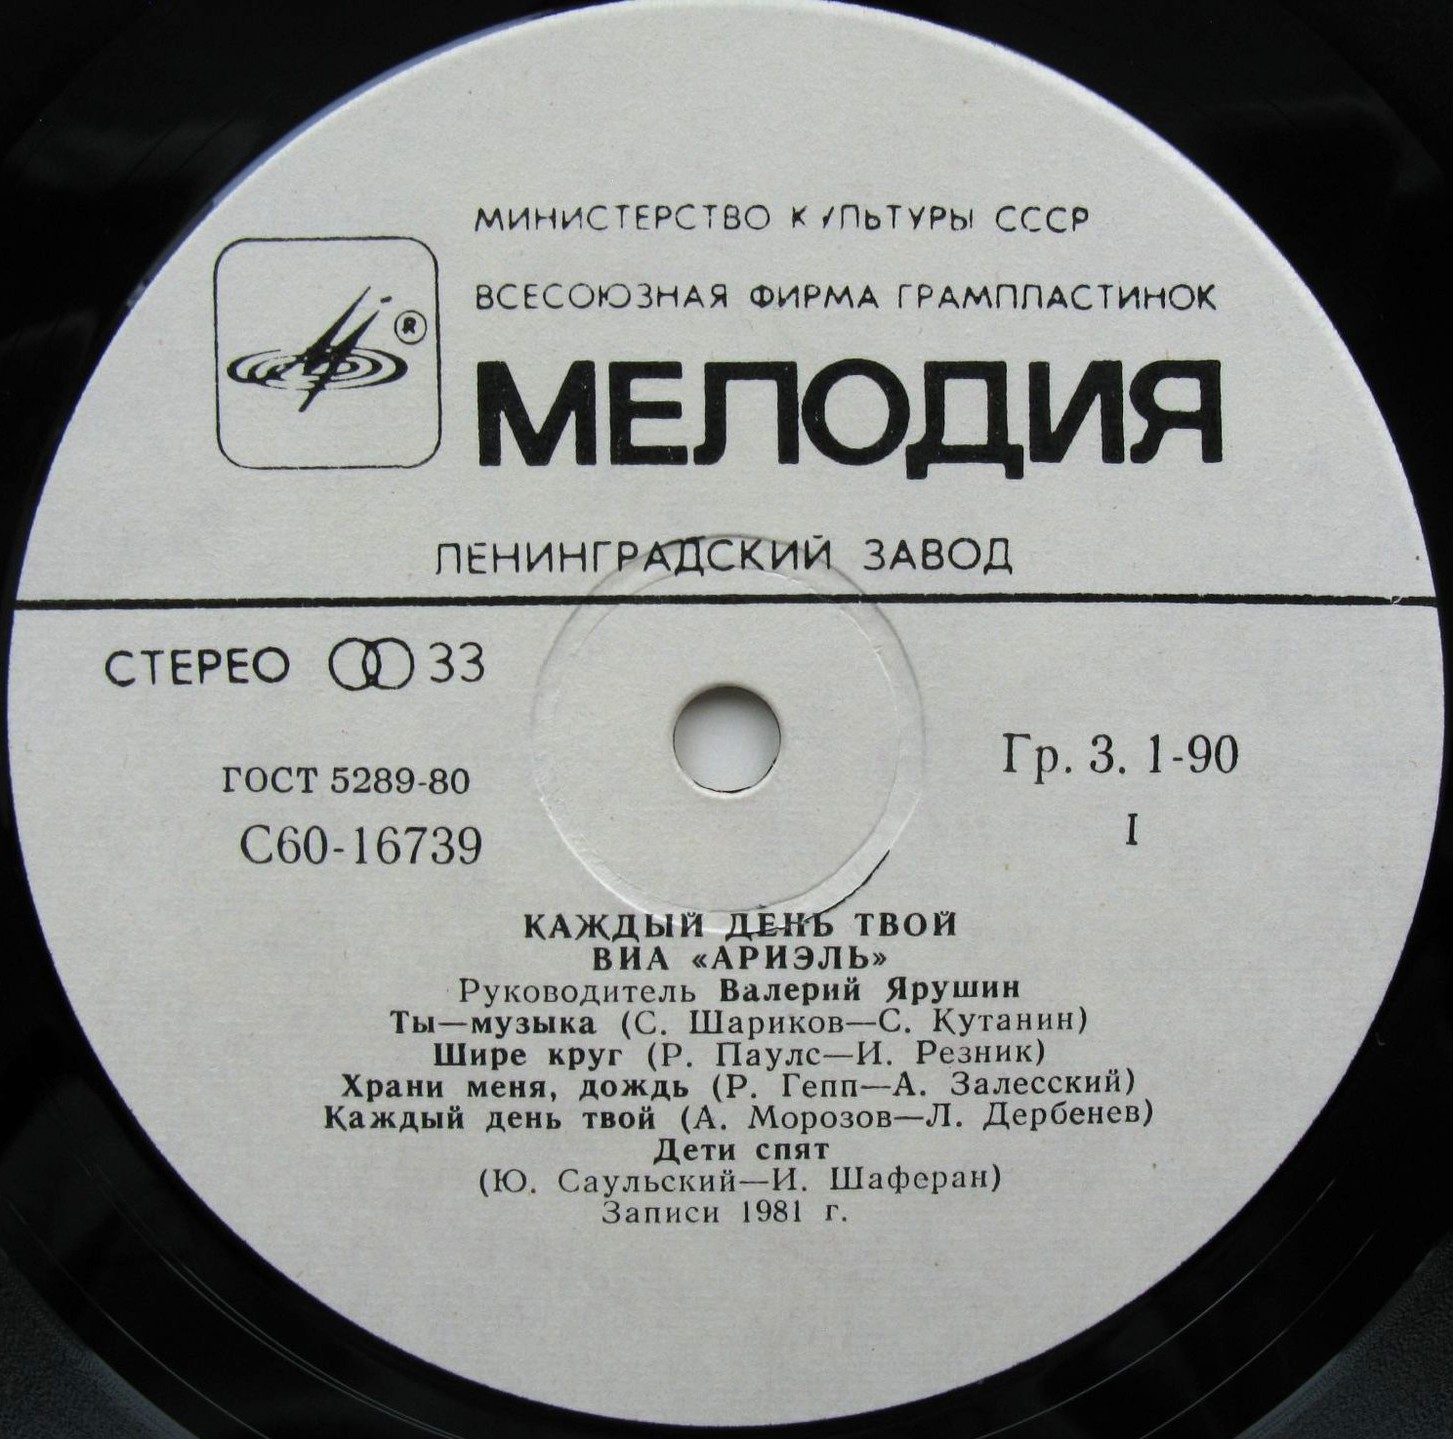 МИНИСТЕРСТВО КУЛЬТУРЫ СССР
ВСЕСОЮЗНАЯ ФИРМА ГРАМПЛАСТИНОК
®
МЕЛОДИЯ
ЛЕНИНГРАДСКИЙ ЗАВОД
СТЕРЕО 33
ГОСТ 5289-80
Гр. 3. 1-90
С60-16739
I
КАЖДЫЙ ДЕНЬ ТВОЙ
ВИА «АРИЭЛЬ»
Руководитель Валерий Ярушин
Ты—музыка (С. Шариков—С. Кутанин)
Шире круг (Р. Паулс—И. Резник)
Храни меня, дождь (Р. Гепп—А. Залесский)
Каждый день твой (А. Морозов—Л. Дербенев)
Дети спят
(Ю. Саульский—И. Шаферан)
Записи 1981 г.